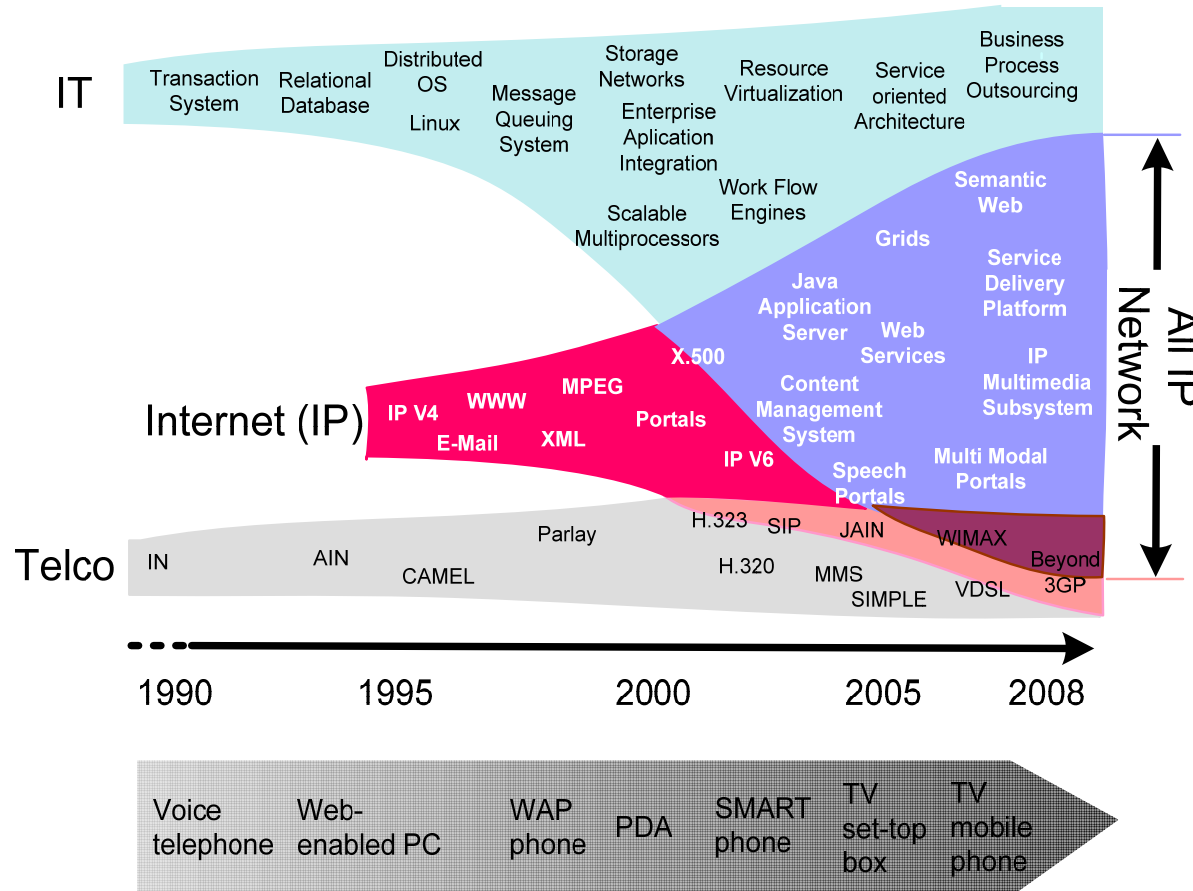 IT
Transaction
System
Relational
Database
Distributed
OS
Linux
Message
Queuing
System
Storage
Networks
Enterprise
Aplication
Integration
Scalable
Multiprocessors
Resource
Virtualization
Work Flow
Engines
Service
oriented
Architecture
Business
Process
Outsourcing
Semantic
Web
Grids
Service
Delivery
Platform
Java
Application
Server
Web
Services
IP
Multimedia
Subsystem
Content
Management
System
Multi Modal
Portals
Speech
Portals
All IP
Network
Internet (IP)
IP V4
WWW
E-Mail
MPEG
XML
X.500
Portals
IP V6
Telco
IN
AIN
CAMEL
Parlay
H.323
SIP
JAIN
H.320
MMS
SIMPLE
WIMAX
VDSL
Beyond
3GP
1990
1995
2000
2005
2008
Voice
telephone
Web-
enabled PC
WAP
phone
PDA
SMART
phone
TV
set-top
box
TV
mobile
phone